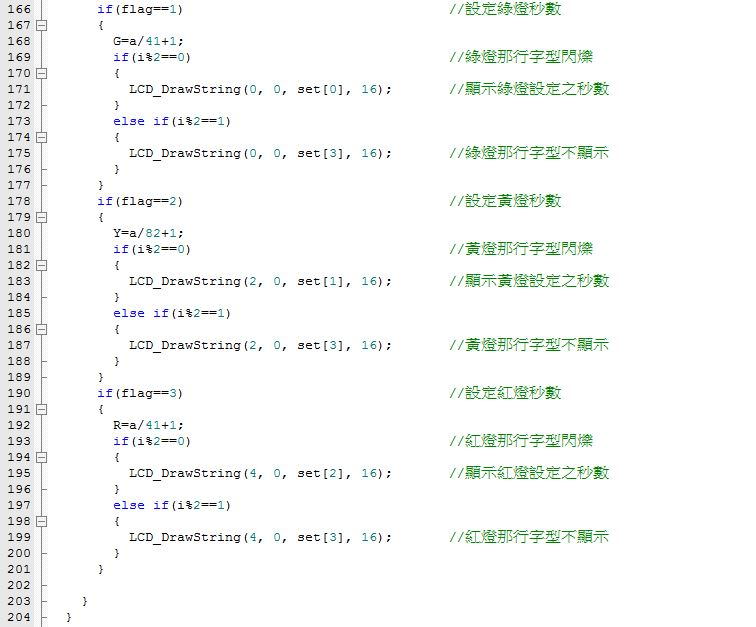 166 if(flag==1) //設定綠燈秒數
167 {
168 G=a/41+1;
169 if(i%2==0) //綠燈那行字型閃爍
170 {
171 LCD_DrawString(0, 0, set[0], 16); //顯示綠燈設定之秒數
172 }
173 else if(i%2==1)
174 {
175 LCD_DrawString(0, 0, set[3], 16); //綠燈那行字型不顯示
176 }
177 }
178 if(flag==2) //設定黃燈秒數
179 {
180 Y=a/82+1;
181 if(i%2==0) //黃燈那行字型閃爍
182 {
183 LCD_DrawString(2, 0, set[1], 16); //顯示黃燈設定之秒數
184 }
185 else if(i%2==1)
186 {
187 LCD_DrawString(2, 0, set[3], 16); //黃燈那行字型不顯示
188 }
189 }
190 if(flag==3) //設定紅燈秒數
191 {
192 R=a/41+1;
193 if(i%2==0) //紅燈那行字型閃爍
194 {
195 LCD_DrawString(4, 0, set[2], 16); //顯示紅燈設定之秒數
196 }
197 else if(i%2==1)
198 {
199 LCD_DrawString(4, 0, set[3], 16); //紅燈那行字型不顯示
200 }
201 }
202
203 }
204 }